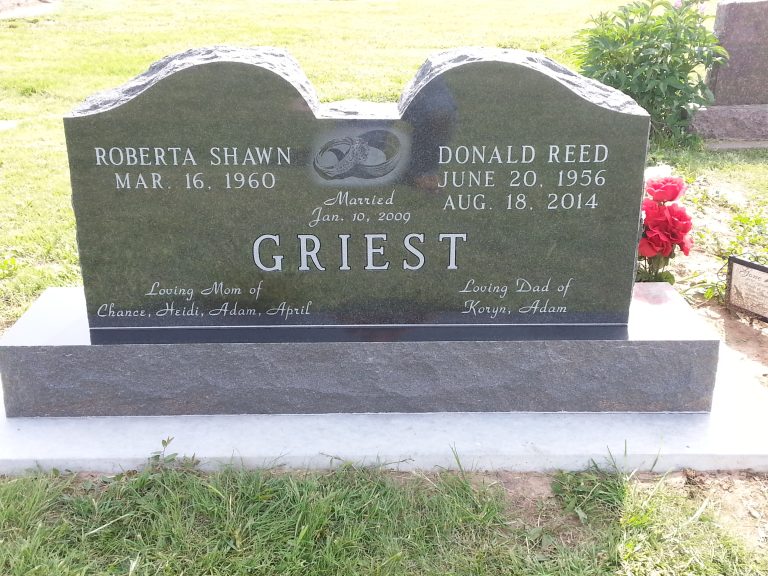 ROBERTA SHAWN
MAR. 16. 1960
DONALD REED
JUNE 20. 1956
AUG. 18. 2014
Married
Jan. 10, 2009
GRIEST
Loving Mom of
Chance, Heidi, Adam, April
Loving Dad of
Koryn, Adam